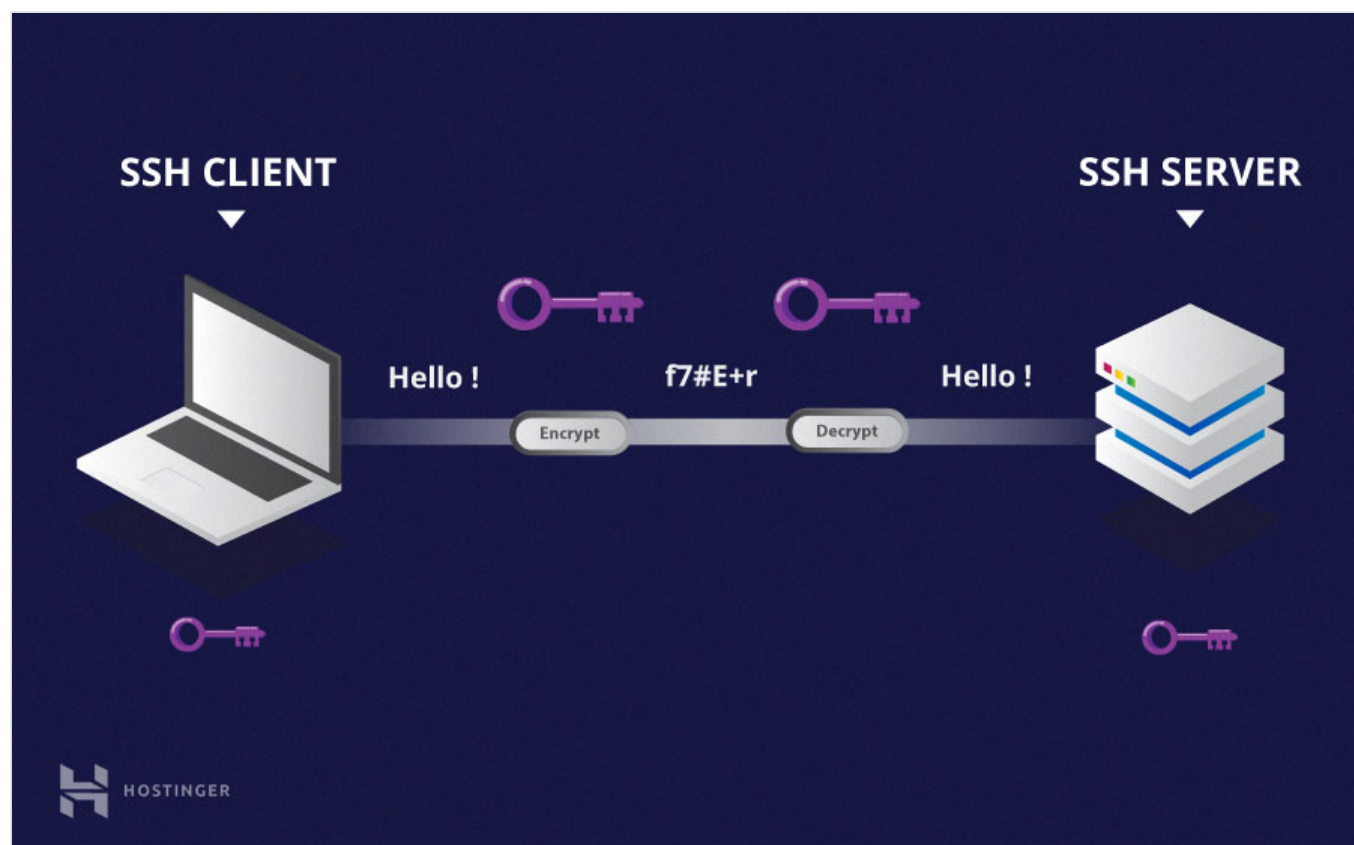 SSH CLIENT
SSH SERVER
Hello !
f7#E+r
Hello !
Encrypt
Decrypt
HOSTINGER